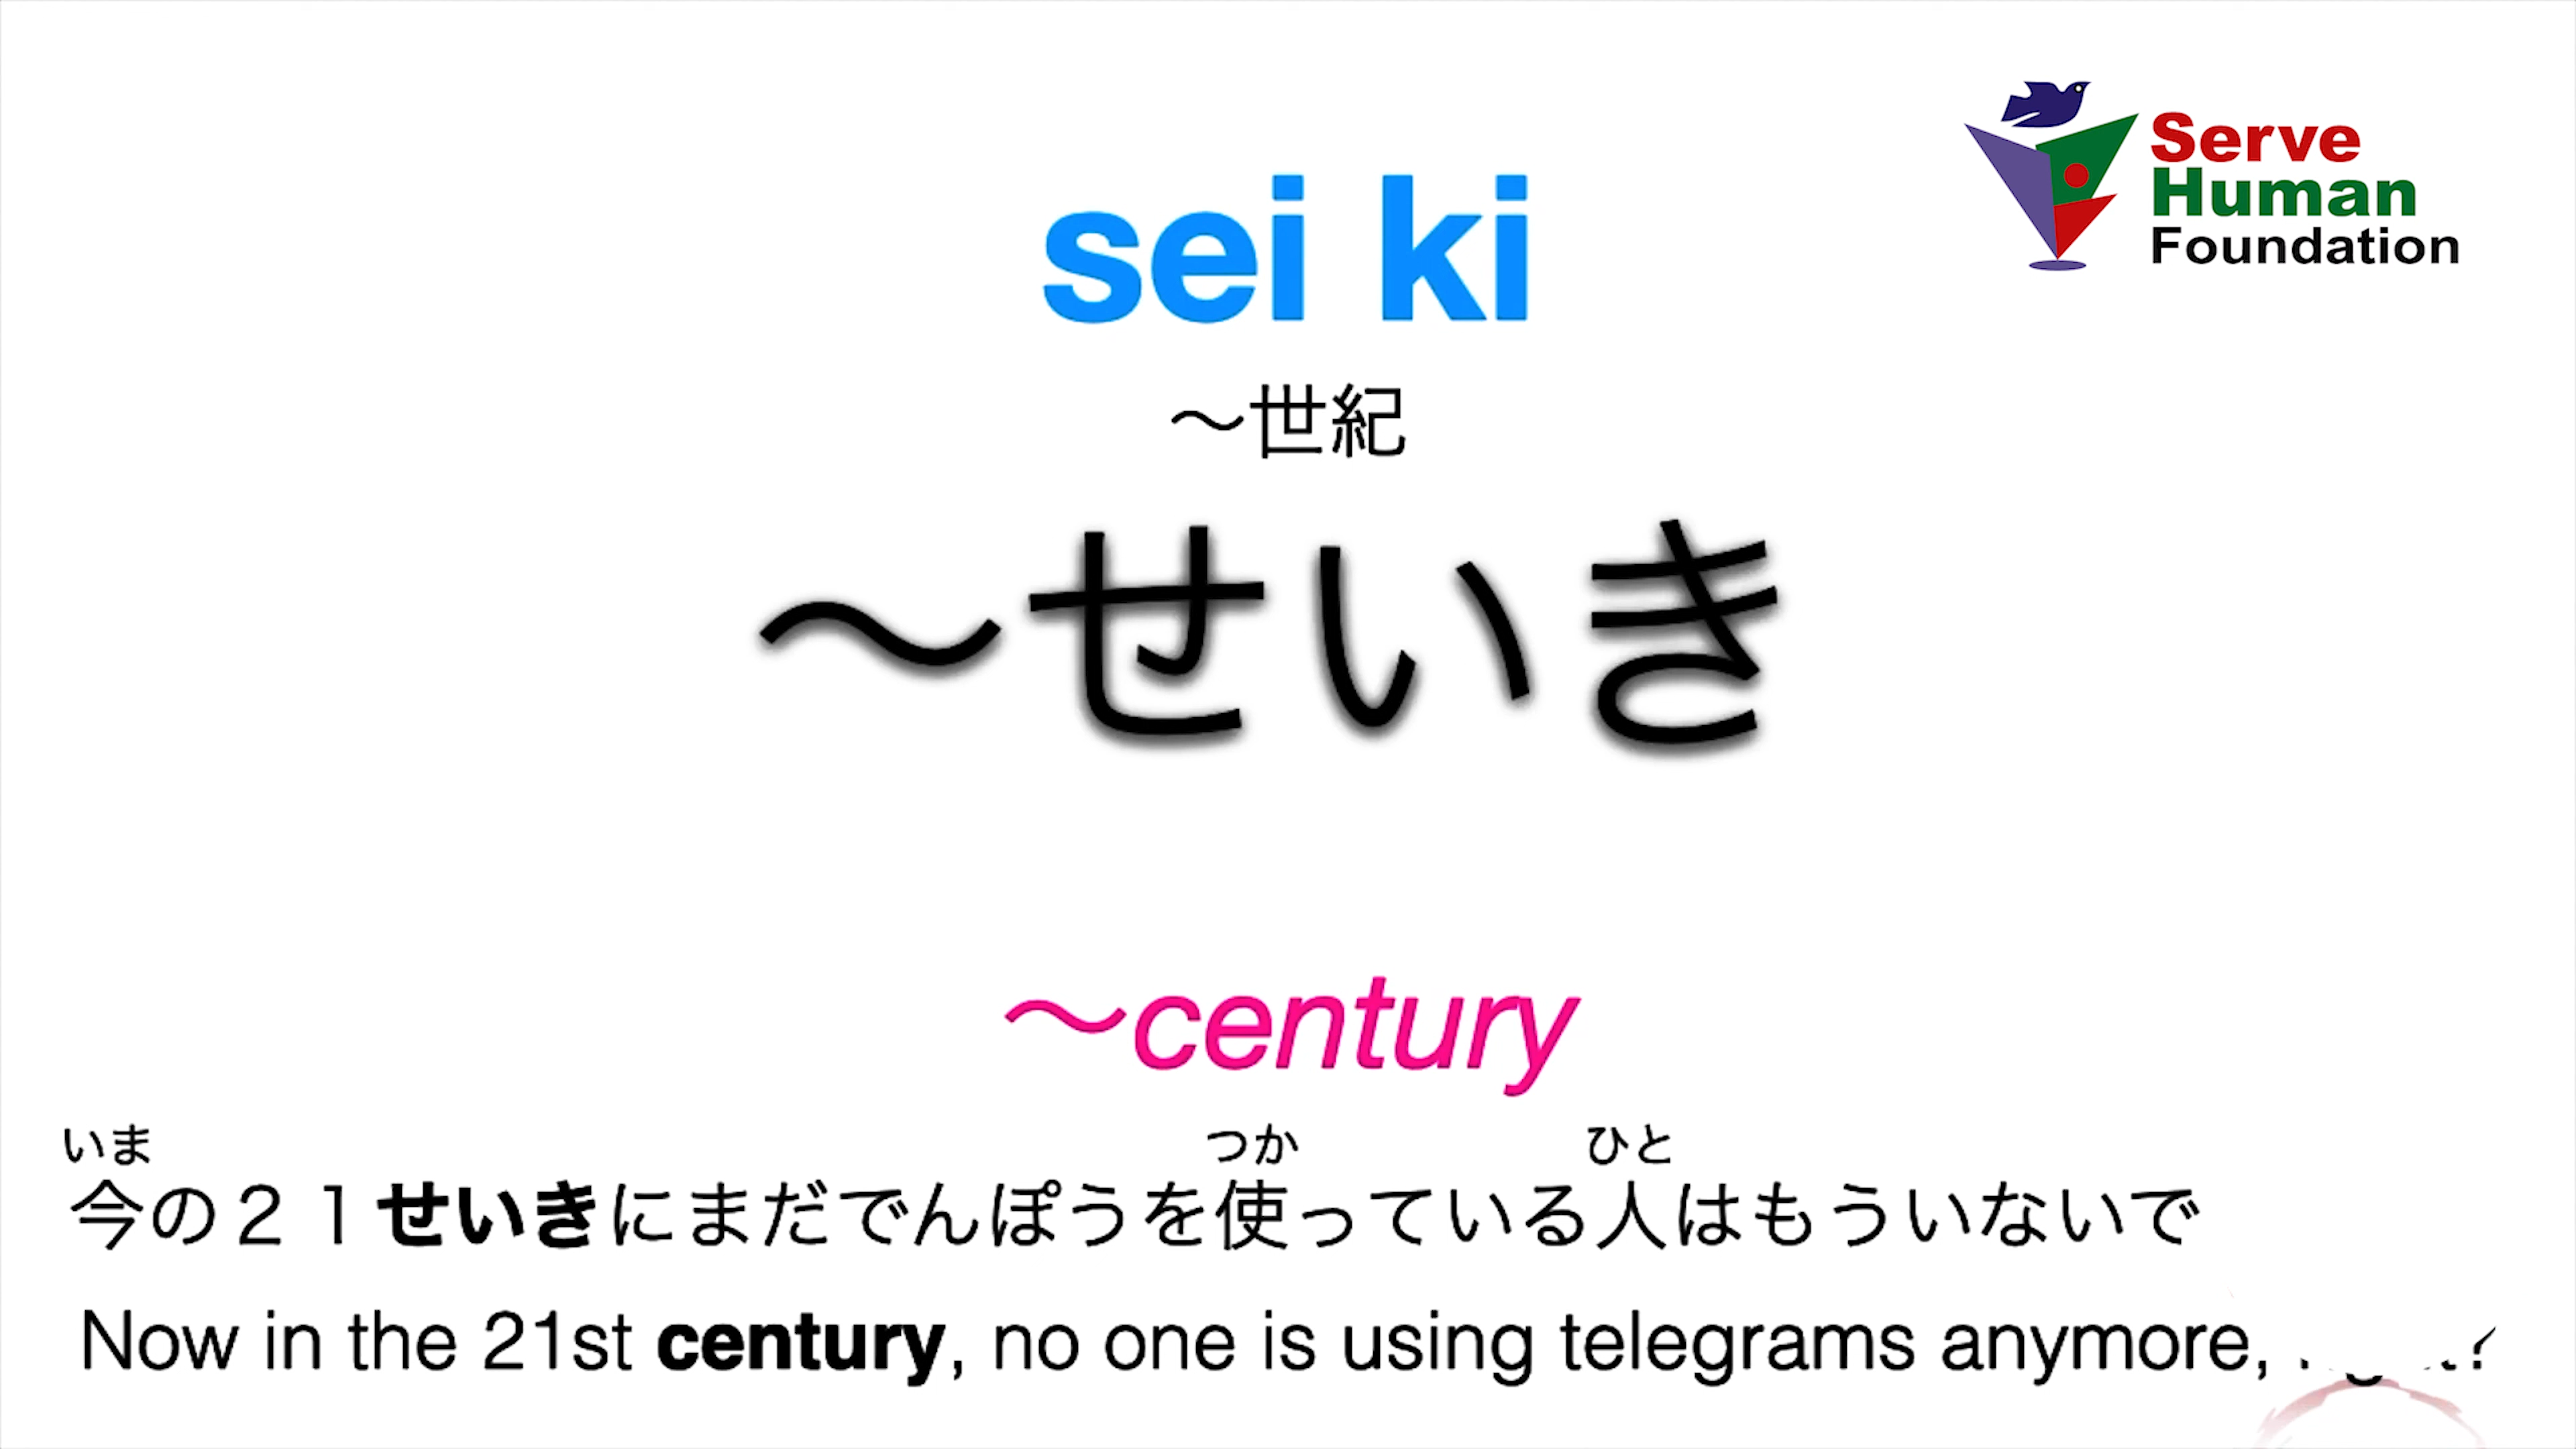 Serve
Human
Foundation
sei ki
～世紀
～せいき
～century
いま つか ひと
今の２１せいきにまだでんぽうを使っている人はもういないで
Now in the 21st century, no one is using telegrams anymore,